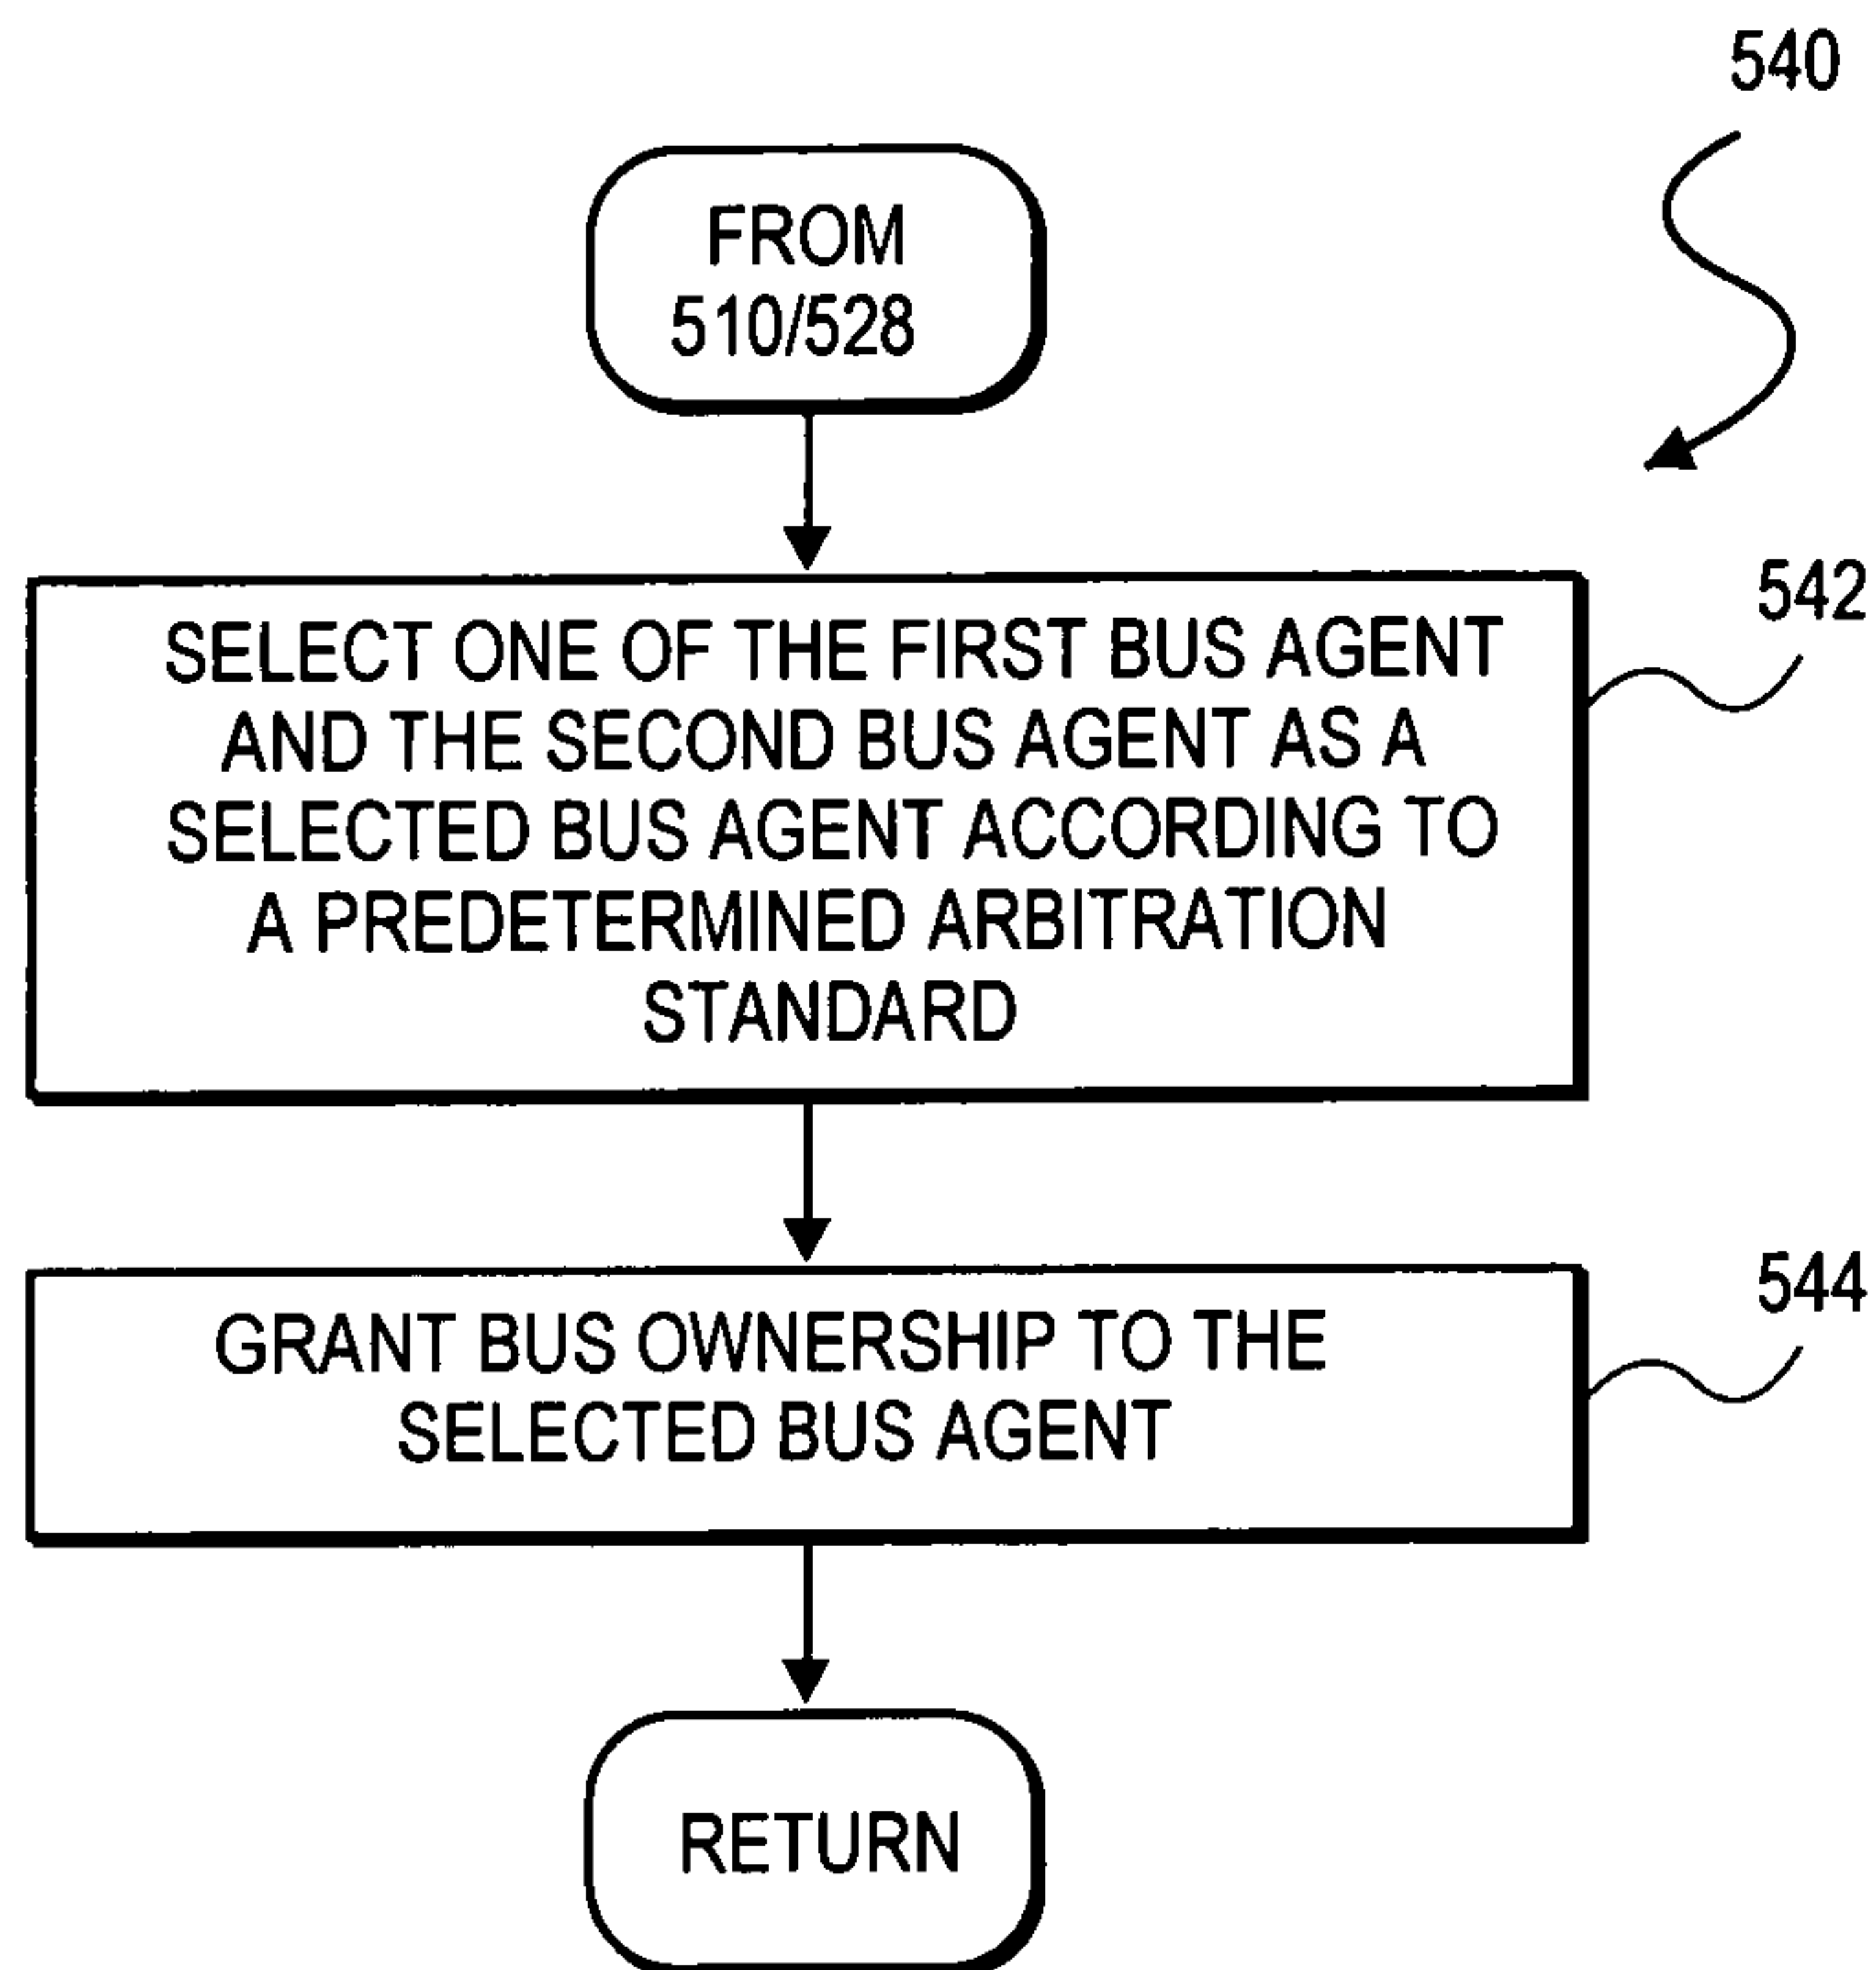 540
FROM
510/528
542
SELECT ONE OF THE FIRST BUS AGENT
AND THE SECOND BUS AGENT AS A
SELECTED BUS AGENT ACCORDING TO
A PREDETERMINED ARBITRATION
STANDARD
544
GRANT BUS OWNERSHIP TO THE
SELECTED BUS AGENT
RETURN